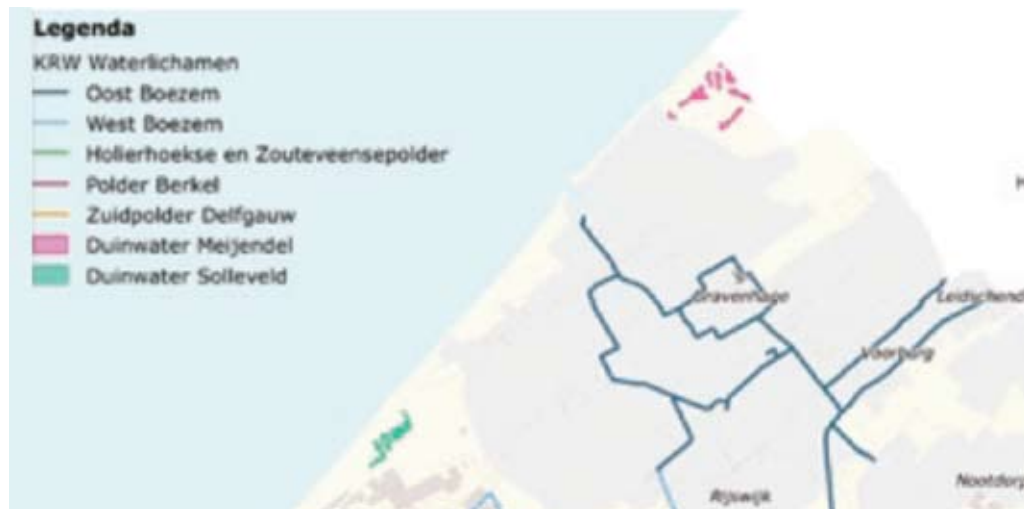 Legenda
KRW Waterlichamen
Oost Boezem
West Boezem
Holierhoekse en Zouteveensepolder
Polder Berkel
Zuidpolder Delfgauw
Duinwater Meijendel
Duinwater Solleveld
H
's
Gravenhage
Leidschend
Voorburg
Nootdorp
Rijswijk